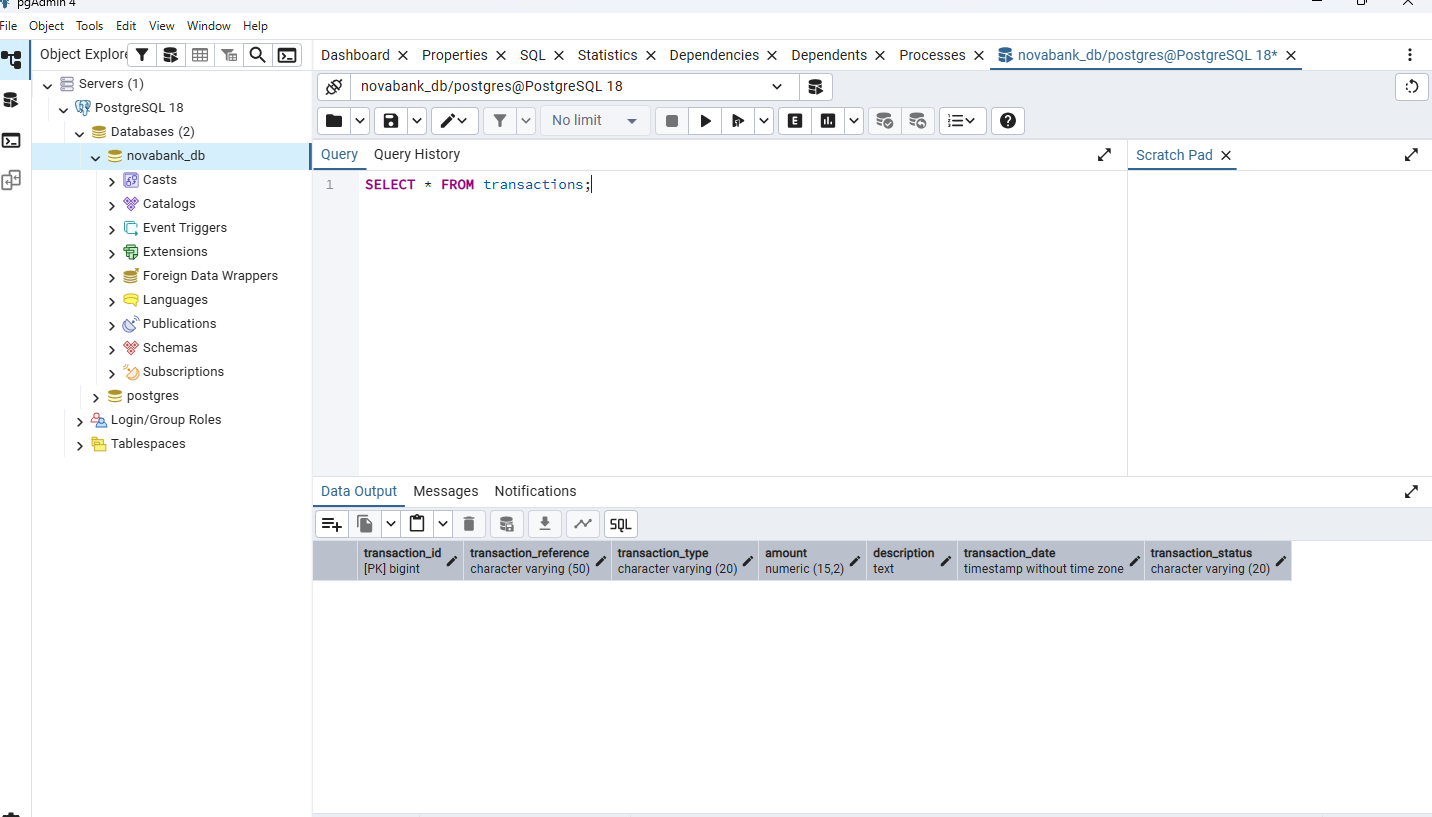 pgAdmin 4
File Object Tools Edit View Window Help
Object Explore
Dashboard Properties SQL Statistics Dependencies Dependents Processes novabank_db/postgres@PostgreSQL 18*
Servers (1)
PostgreSQL 18
Databases (2)
novabank_db
Casts
Catalogs
Event Triggers
Extensions
Foreign Data Wrappers
Languages
Publications
Schemas
Subscriptions
postgres
Login/Group Roles
Tablespaces
novabank_db/postgres@PostgreSQL 18
No limit
E
Query Query History
Scratch Pad
1 SELECT * FROM transactions;
Data Output Messages Notifications
SQL
transaction_id transaction_reference transaction_type amount description transaction_date transaction_status
[PK] bigint character varying (50) character varying (20) numeric (15,2) text timestamp without time zone character varying (20)